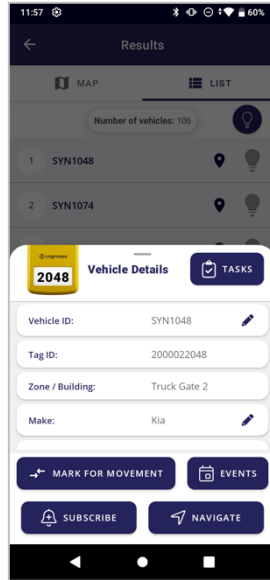 11:57 60%
Results
MAP LIST
Number of vehicles: 106
1 SYN1048
2 SYN1074
cognosos
2048 Vehicle Details TASKS
Vehicle ID: SYN1048
Tag ID: 2000022048
Zone / Building: Truck Gate 2
Make: Kia
MARK FOR MOVEMENT EVENTS
SUBSCRIBE NAVIGATE